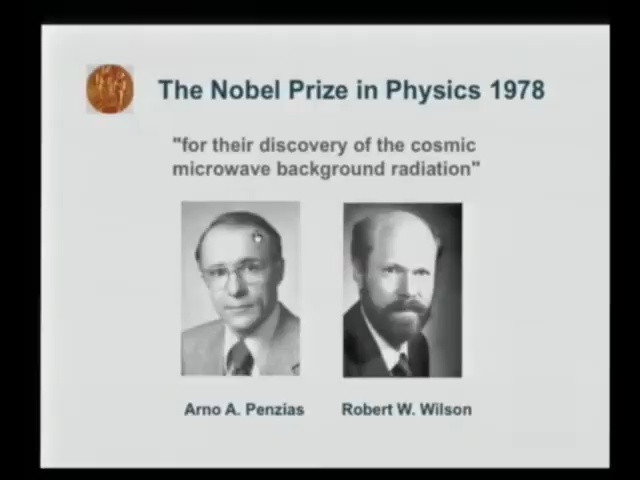 The Nobel Prize in Physics 1978
"for their discovery of the cosmic
microwave background radiation"
Arno A. Penzias
Robert W. Wilson